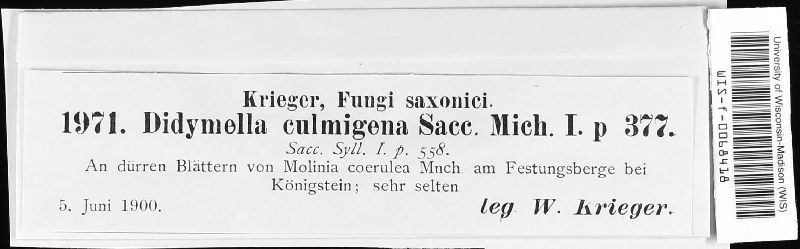 Krieger, Fungi saxonici.
1971. Didymella culmigena Sacc. Mich. I. p 377.
Sacc. Syll. I. p. 558.
An dürren Blättern von Molinia coerulea Mnch am Festungsberge bei
Königstein; sehr selten
5. Juni 1900.
leg W. Krieger.
University of Wisconsin-Madison (WIS)
WIS-f-0068418